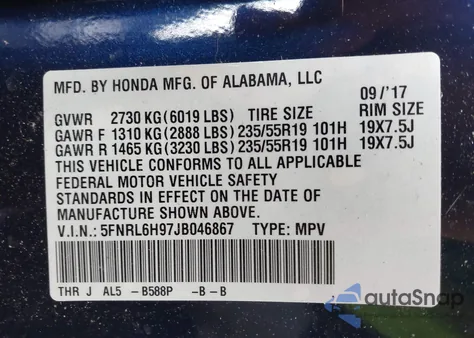 MFD. BY HONDA MFG. OF ALABAMA, LLC 09/'17
GVWR 2730 KG (6019 LBS) TIRE SIZE RIM SIZE
GAWR F 1310 KG (2888 LBS) 235/55R19 101H 19X7.5J
GAWR R 1465 KG (3230 LBS) 235/55R19 101H 19X7.5J
THIS VEHICLE CONFORMS TO ALL APPLICABLE
FEDERAL MOTOR VEHICLE SAFETY
STANDARDS IN EFFECT ON THE DATE OF
MANUFACTURE SHOWN ABOVE.
V.I.N.: 5FNRL6H97JB046867 TYPE: MPV
THR J AL5 - B588P -B - B
autoSnap